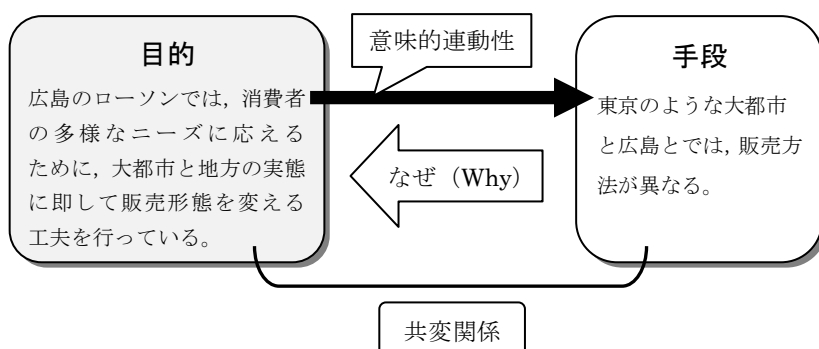 意味的連動性
目的
広島のローソンでは，消費者
の多様なニーズに応える
ために，大都市と地方の実態
に即して販売形態を変える
工夫を行っている。
手段
東京のような大都市
と広島とでは，販売方
法が異なる。
なぜ（Why）
共変関係